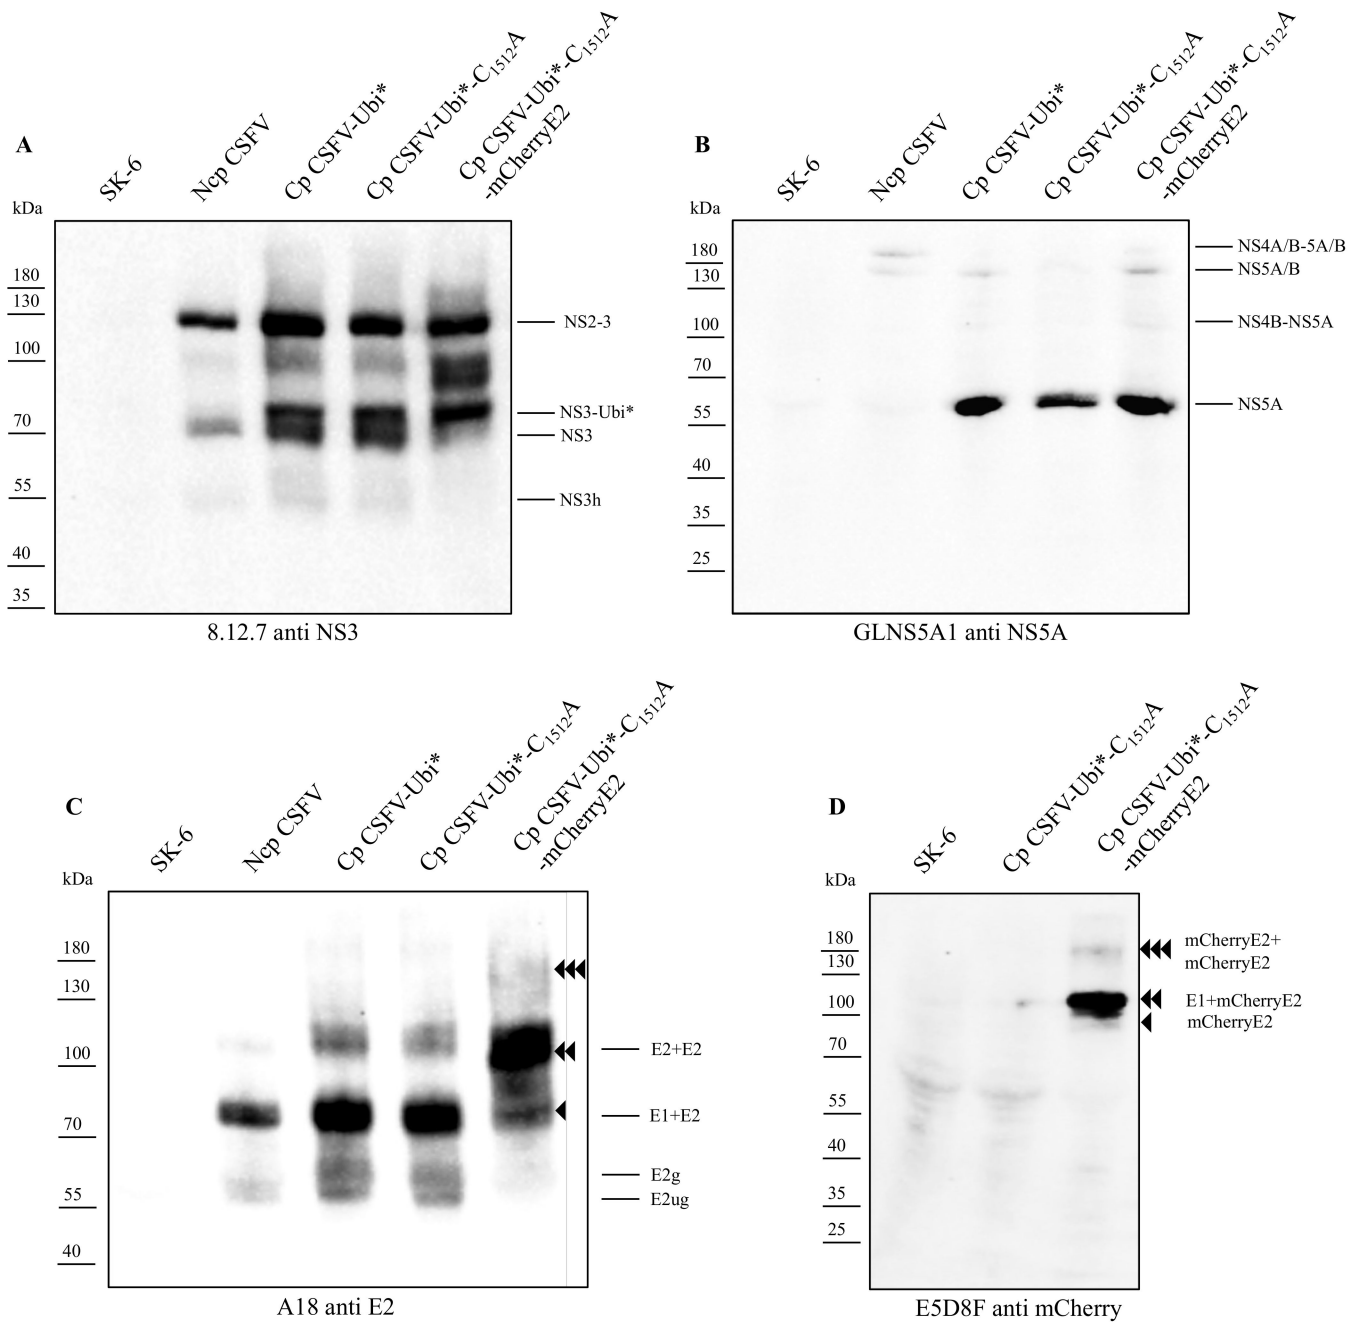 A
SK-6
Ncp CSFV
Cp CSFV-Ubi*
Cp CSFV-Ubi*-C1512A
Cp CSFV-Ubi*-C1512A
-mCherryE2
kDa
180
130
100
70
55
40
35
NS2-3
NS3-Ubi*
NS3
NS3h
8.12.7 anti NS3
B
SK-6
Ncp CSFV
Cp CSFV-Ubi*
Cp CSFV-Ubi*-C1512A
Cp CSFV-Ubi*-C1512A
-mCherryE2
kDa
180
130
100
70
55
40
35
25
NS4A/B-5A/B
NS5A/B
NS4B-NS5A
NS5A
GLNS5A1 anti NS5A
C
SK-6
Ncp CSFV
Cp CSFV-Ubi*
Cp CSFV-Ubi*-C1512A
Cp CSFV-Ubi*-C1512A
-mCherryE2
kDa
180
130
100
70
55
40
E2+E2
E1+E2
E2g
E2ug
A18 anti E2
D
SK-6
Cp CSFV-Ubi*-C1512A
Cp CSFV-Ubi*-C1512A
-mCherryE2
kDa
180
130
100
70
55
40
35
25
mCherryE2+
mCherryE2
E1+mCherryE2
mCherryE2
E5D8F anti mCherry